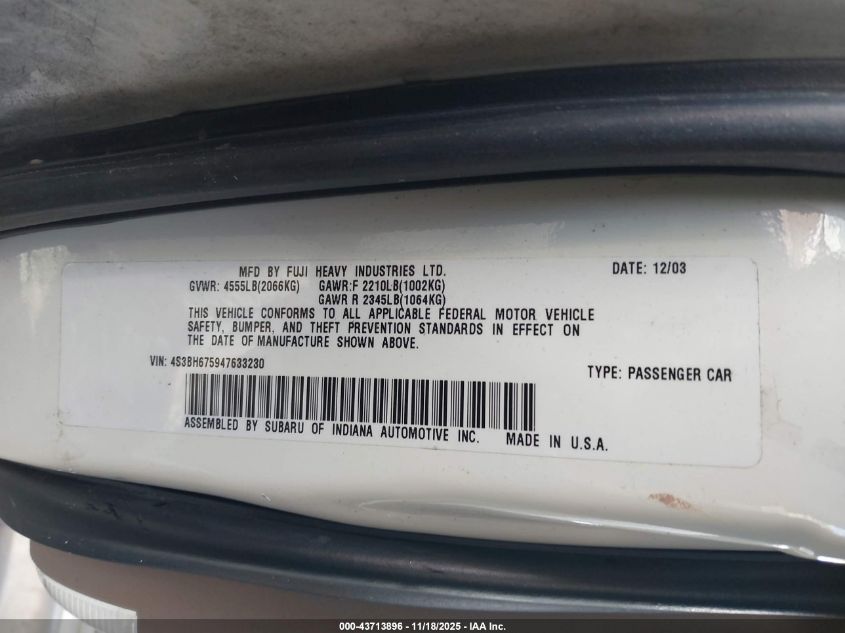 MFD BY FUJI HEAVY INDUSTRIES LTD. DATE: 12/03
GVWR: 4555LB(2066KG) GAWR:F 2210LB(1002KG)
GAWR R 2345LB(1064KG)
THIS VEHICLE CONFORMS TO ALL APPLICABLE FEDERAL MOTOR VEHICLE
SAFETY, BUMPER, AND THEFT PREVENTION STANDARDS IN EFFECT ON
THE DATE OF MANUFACTURE SHOWN ABOVE.
VIN: 4S3BH675947633230 TYPE: PASSENGER CAR
ASSEMBLED BY SUBARU OF INDIANA AUTOMOTIVE INC. MADE IN U.S.A.
000-43713896 - 11/18/2025 - IAA Inc.